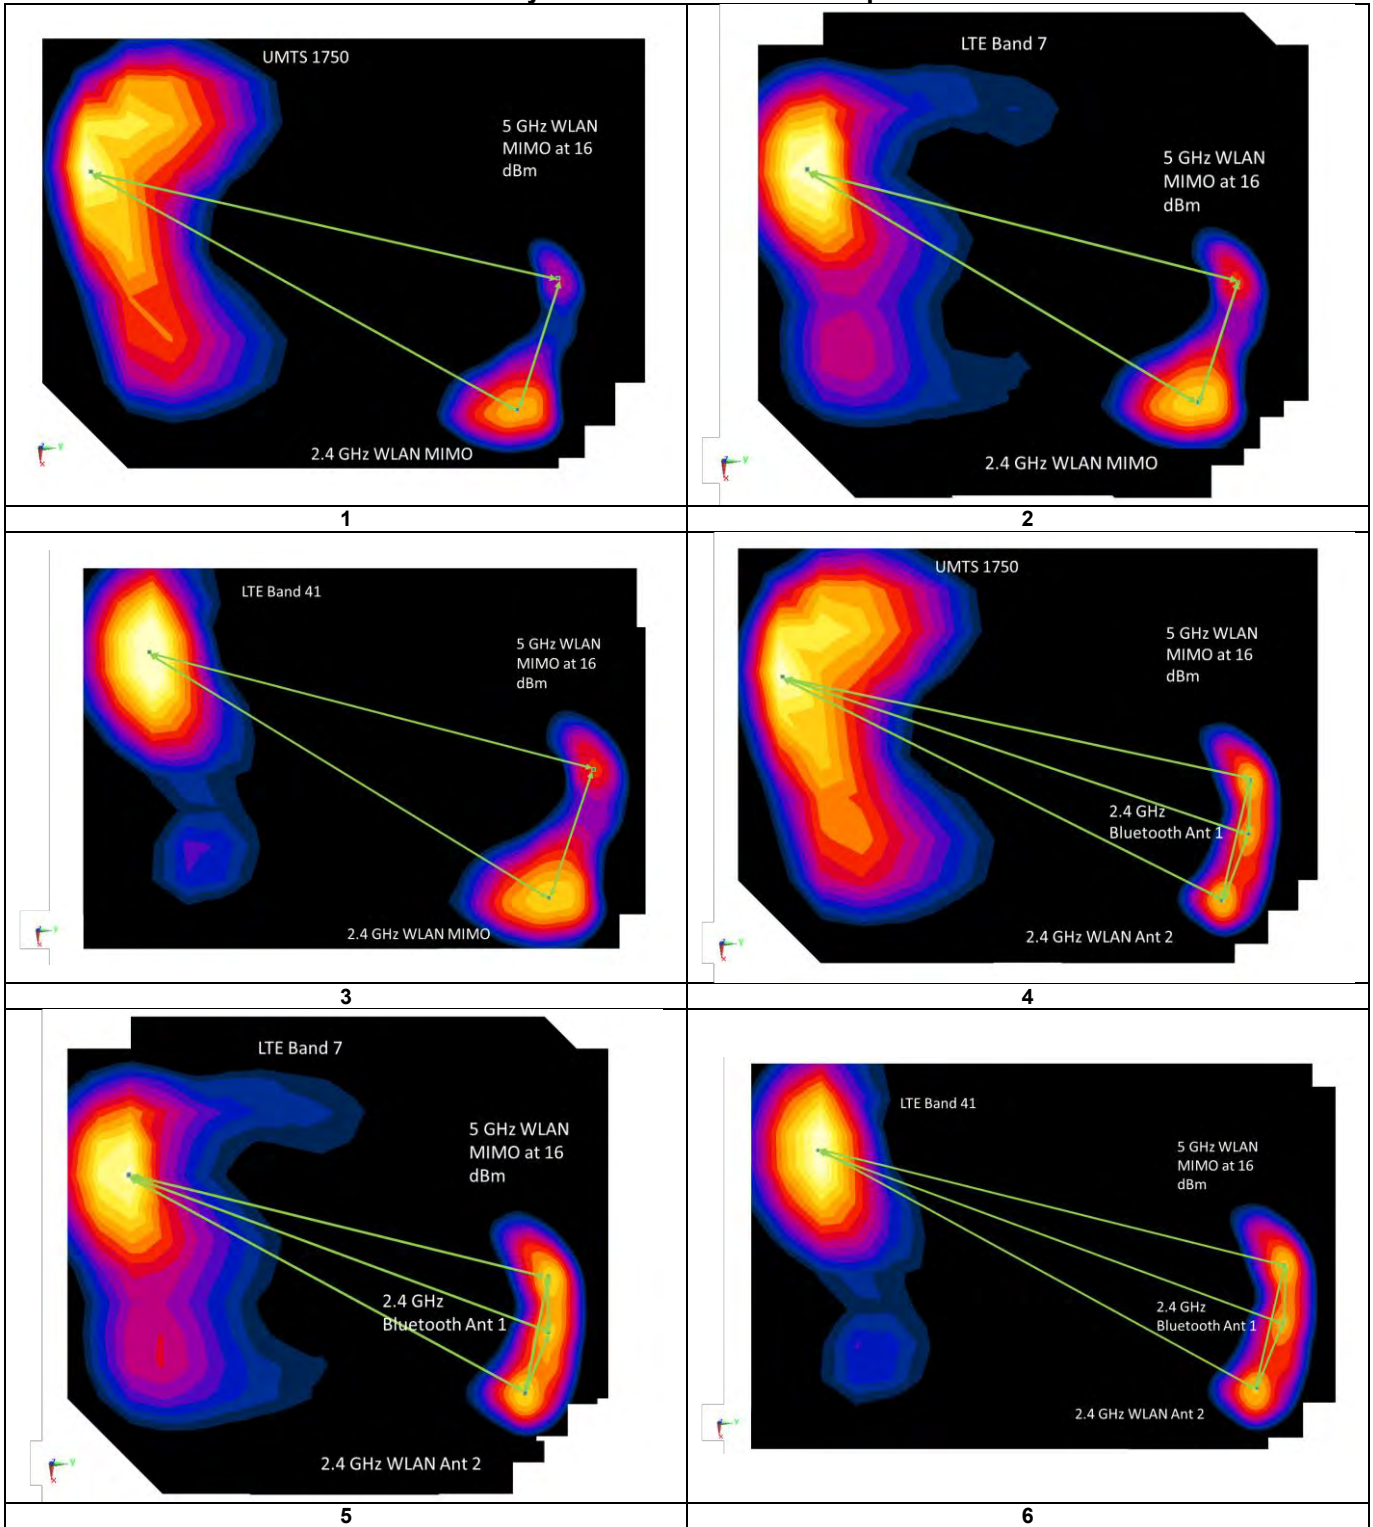 UMTS 1750
5 GHz WLAN
MIMO at 16
dBm
2.4 GHz WLAN MIMO
1
LTE Band 7
5 GHz WLAN
MIMO at 16
dBm
2.4 GHz WLAN MIMO
2
LTE Band 41
5 GHz WLAN
MIMO at 16
dBm
2.4 GHz WLAN MIMO
3
UMTS 1750
5 GHz WLAN
MIMO at 16
dBm
2.4 GHz
Bluetooth Ant 1
2.4 GHz WLAN Ant 2
4
LTE Band 7
5 GHz WLAN
MIMO at 16
dBm
2.4 GHz
Bluetooth Ant 1
2.4 GHz WLAN Ant 2
5
LTE Band 41
5 GHz WLAN
MIMO at 16
dBm
2.4 GHz
Bluetooth Ant 1
2.4 GHz WLAN Ant 2
6